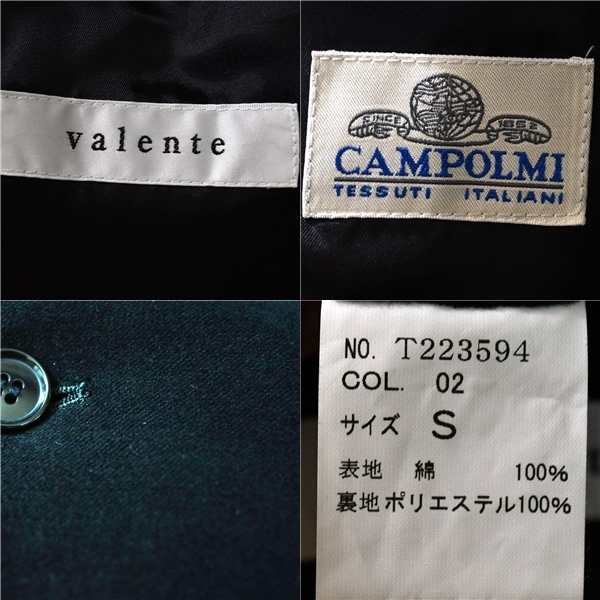 valente
SINCE 1862
CAMPOLMI
TESSUTI ITALIANI
NO. T223594
COL. 02
サイズ S
表地 綿 100%
裏地 ポリエステル100%